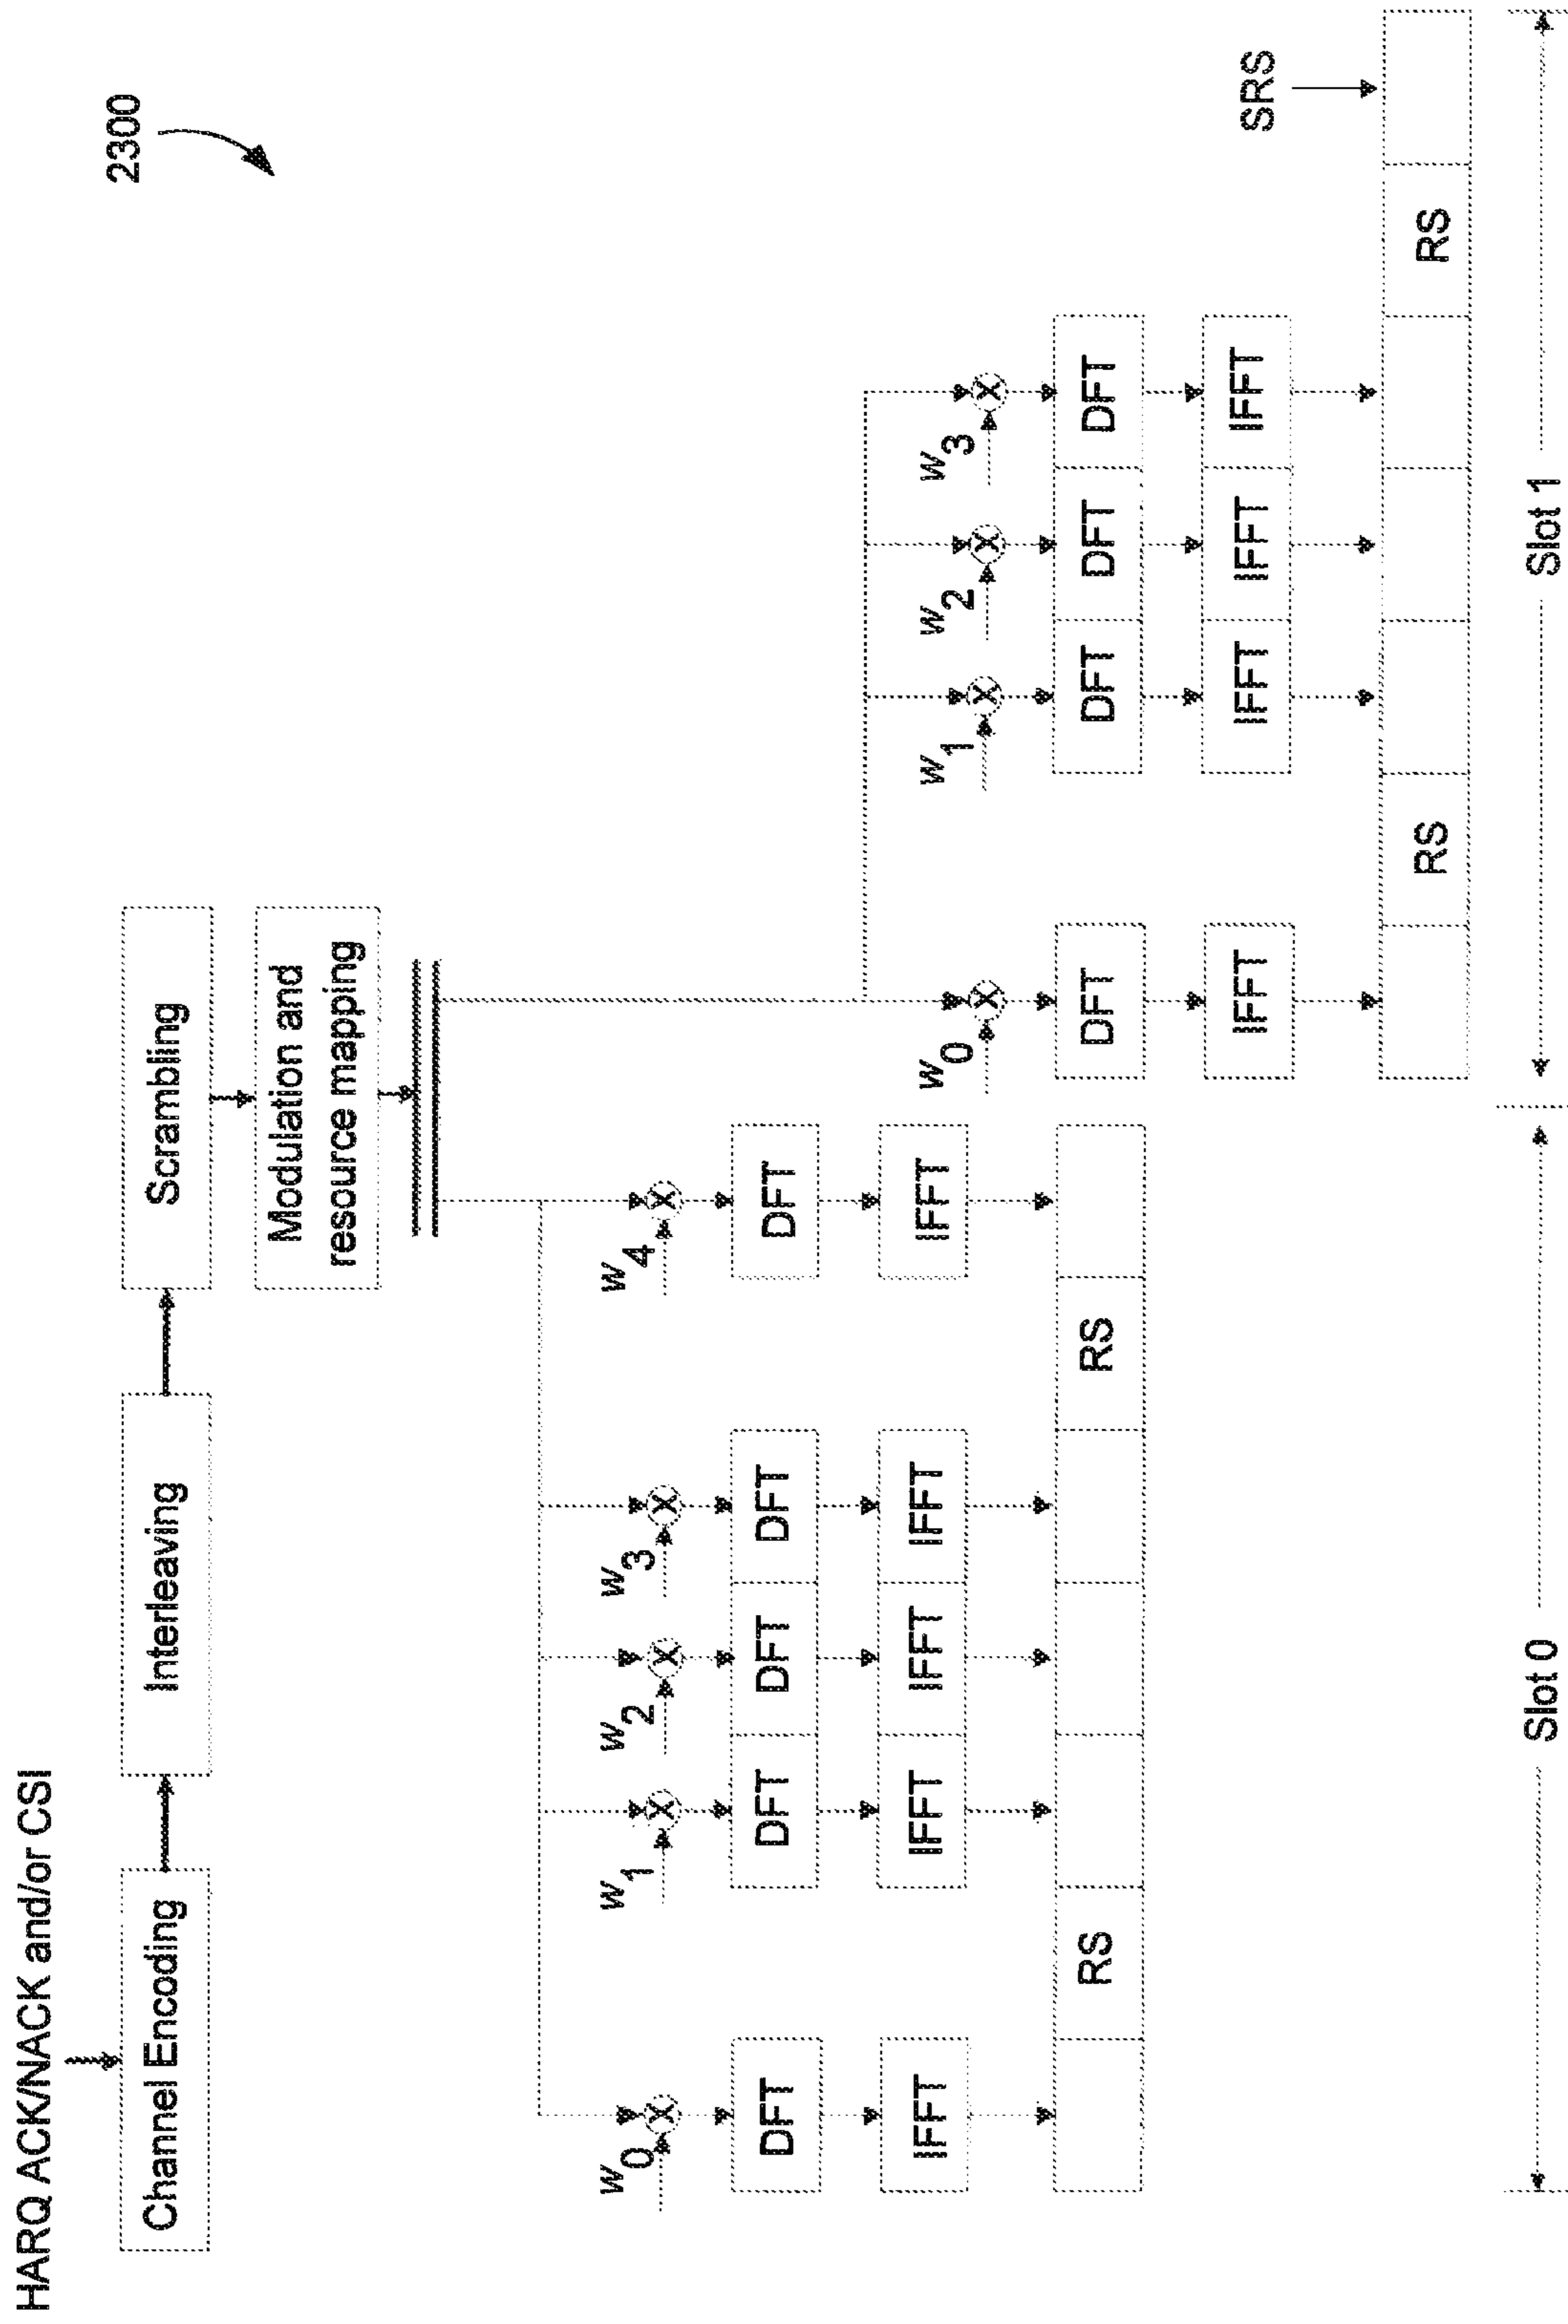 2300
HARQ ACK/NACK and/or CSI
Channel Encoding
Interleaving
Scrambling
Modulation and
resource mapping
w0
w1
w2
w3
w4
DFT
DFT
DFT
DFT
DFT
IFFT
IFFT
IFFT
IFFT
IFFT
RS
RS
w0
w1
w2
w3
DFT
DFT
DFT
DFT
IFFT
IFFT
IFFT
IFFT
SRS
RS
RS
Slot 0
Slot 1